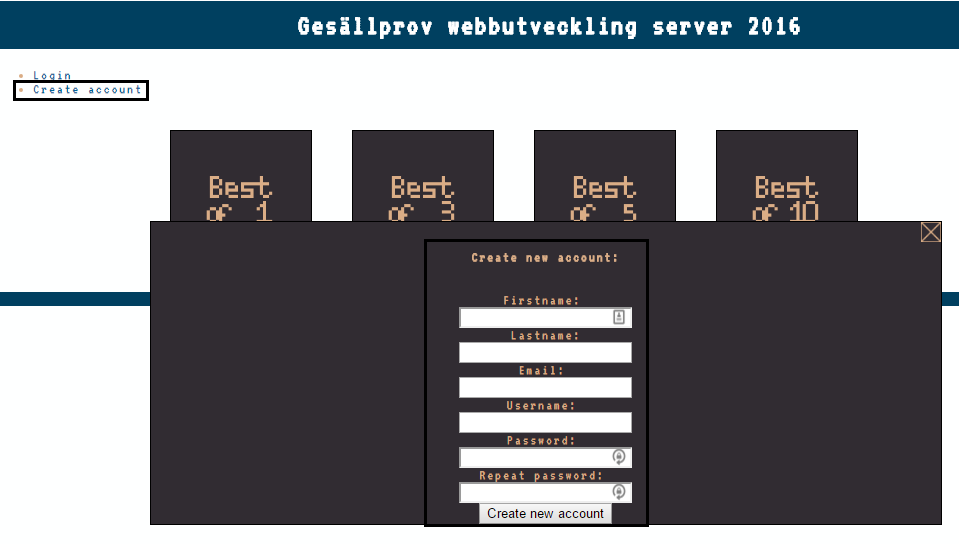 Gesällprov webbutveckling server 2016
Login
Create account
Best of 1
Best of 3
Best of 5
Best of 10
Create new account:
Firstname:
Lastname:
Email:
Username:
Password:
Repeat password:
Create new account